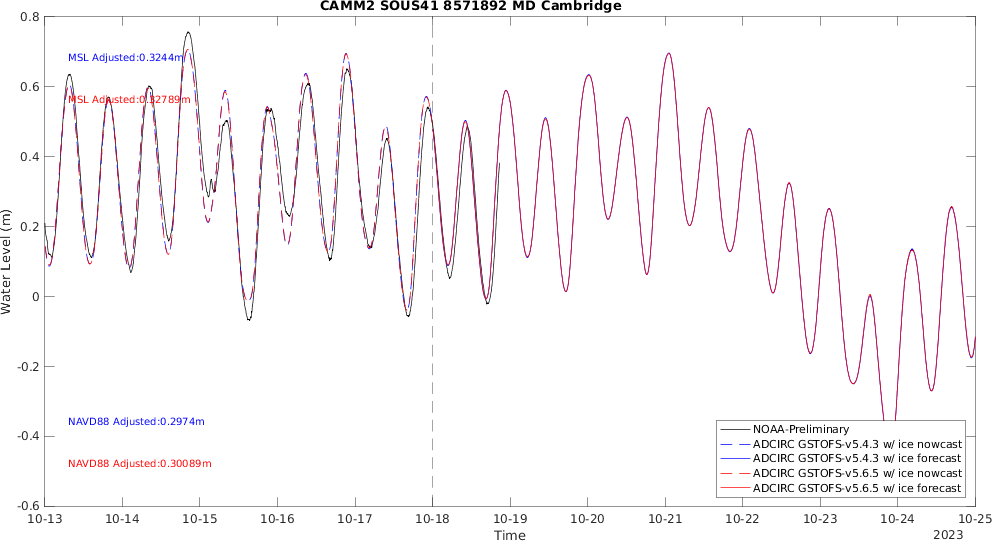 CAMM2 SOUS41 8571892 MD Cambridge
0.8
0.6
0.4
0.2
0
-0.2
-0.4
-0.6
Water Level (m)
MSL Adjusted:0.3244m
MSL Adjusted:0.32789m
NAVD88 Adjusted:0.2974m
NAVD88 Adjusted:0.30089m
NOAA-Preliminary
ADCIRC GSTOFS-v5.4.3 w/ ice nowcast
ADCIRC GSTOFS-v5.4.3 w/ ice forecast
ADCIRC GSTOFS-v5.6.5 w/ ice nowcast
ADCIRC GSTOFS-v5.6.5 w/ ice forecast
10-13 10-14 10-15 10-16 10-17 10-18 10-19 10-20 10-21 10-22 10-23 10-24 10-25
Time
2023